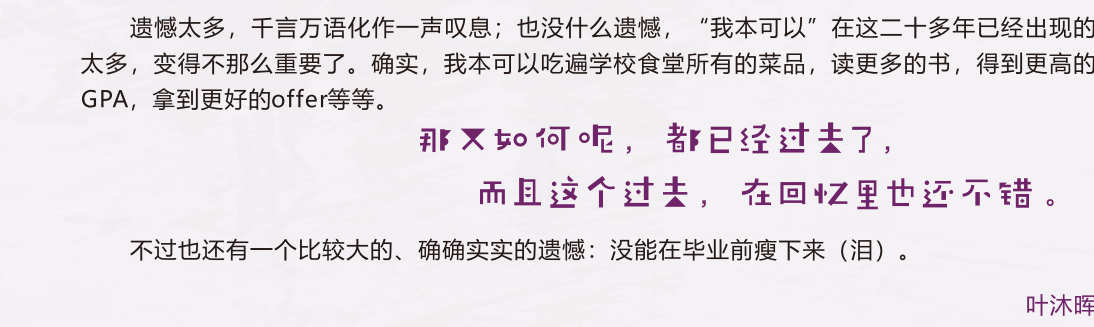 遗憾太多，千言万语化作一声叹息；也没什么遗憾，“我本可以”在这二十多年已经出现的
太多，变得不那么重要了。确实，我本可以吃遍学校食堂所有的菜品，读更多的书，得到更高的
GPA，拿到更好的offer等等。
那又如何呢，都已经过去了，
而且这个过去，在回忆里也还不错。
不过也还有一个比较大的、确确实实的遗憾：没能在毕业前瘦下来（泪）。
叶沐晖